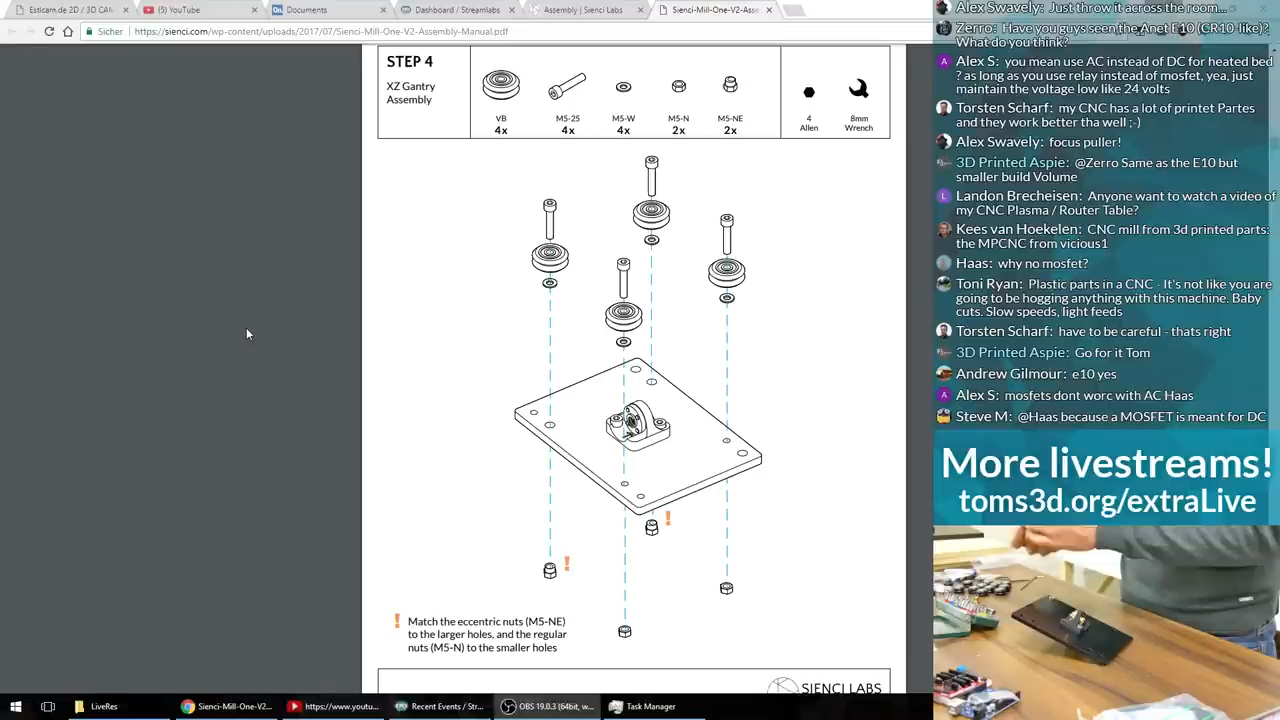 Esticarn.de 2D / 3D CAM
(5) YouTube
On
Documents
Dashboard / Streamlabs
Assembly | Sienci Labs
Sienci-Mill-One-V2-Asse
Sicher
https://sienci.com/wp-content/uploads/2017/07/Sienci-Mill-One-V2-Assembly-Manual.pdf
STEP 4
XZ Gantry
Assembly
VB
4x
M5-25
4x
M5-W
4x
M5-N
2x
M5-NE
2x
4
Allen
8mm
Wrench
!
!
! Match the eccentric nuts (M5-NE)
to the larger holes, and the regular
nuts (M5-N) to the smaller holes
SIENCI LABS
Alex Swavely: Just throw it across the room...
Zerro: Have you guys seen the Anet E10 (CR10 like)?
What do you think?
A
Alex S: you mean use AC instead of DC for heated bed
? as long as you use relay instead of mosfet, yea, just
maintain the voltage low like 24 volts
Torsten Scharf: my CNC has a lot of printet Partes
and they work better tha well ;-)
Alex Swavely: focus puller!
3D Printed Aspie: @Zerro Same as the E10 but
smaller build Volume
L
Landon Brecheisen: Anyone want to watch a video of
my CNC Plasma / Router Table?
Kees van Hoekelen: CNC mill from 3d printed parts:
the MPCNC from vicious1
Haas: why no mosfet?
Toni Ryan: Plastic parts in a CNC - It's not like you are
going to be hogging anything with this machine. Baby
cuts. Slow speeds, light feeds
Torsten Scharf: have to be careful - thats right
3D Printed Aspie: Go for it Tom
Andrew Gilmour: e10 yes
A
Alex S: mosfets dont worc with AC Haas
Steve M: @Haas because a MOSFET is meant for DC
More livestreams!
toms3d.org/extraLive
LiveRes
Sienci-Mill-One-V2...
https://www.youtu...
Recent Events / Str...
OBS 19.0.3 (64bit, w...
Task Manager